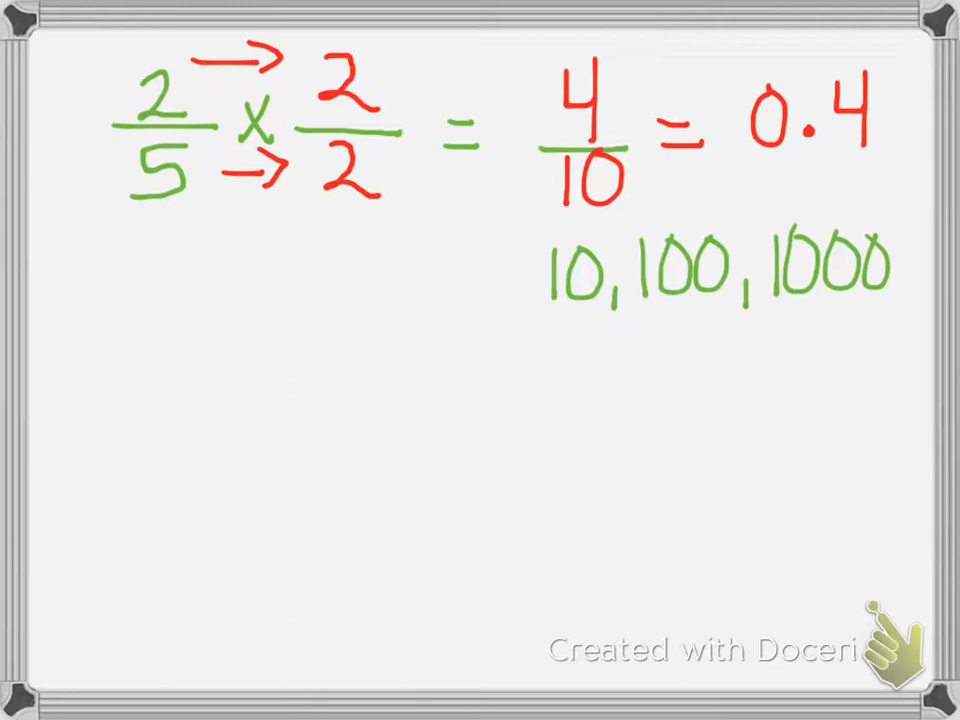 2/5 x → → 2/2 = 4/10 = 0.4
10, 100, 1000
Created with Doceri